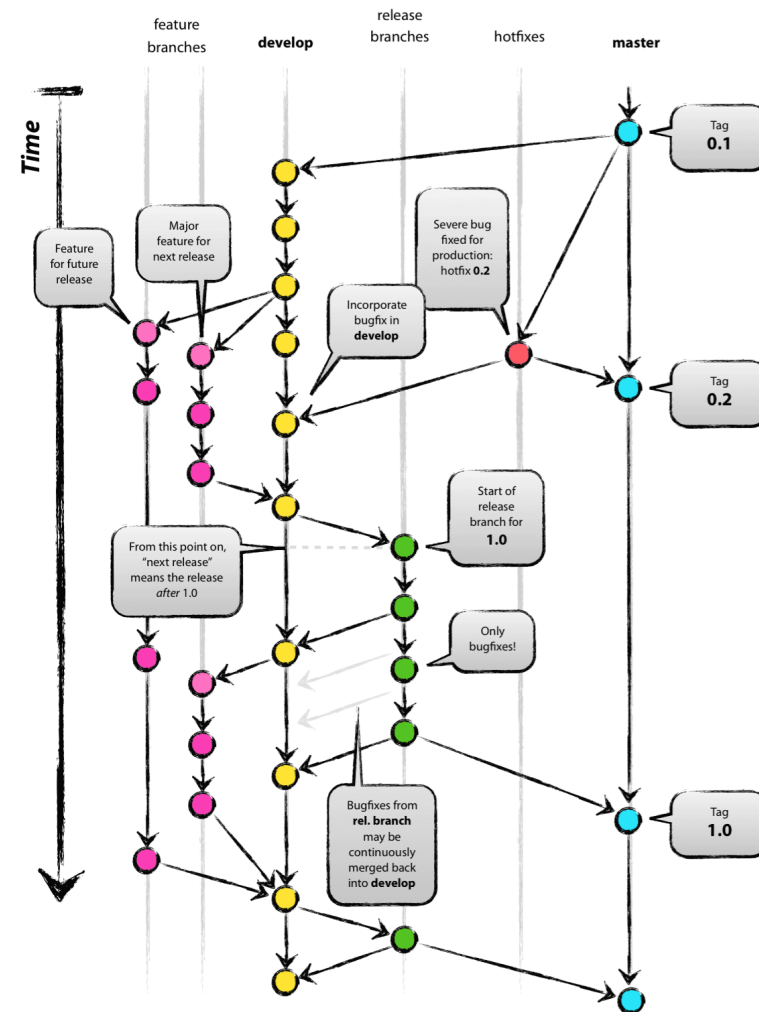 feature
branches
develop
release
branches
hotfixes
master
Time
Tag
0.1
Major
feature for
next release
Severe bug
fixed for
production:
hotfix 0.2
Feature
for future
release
Incorporate
bugfix in
develop
Tag
0.2
Start of
release
branch for
1.0
From this point on,
“next release”
means the release
after 1.0
Only
bugfixes!
Bugfixes from
rel. branch
may be
continuously
merged back
into develop
Tag
1.0